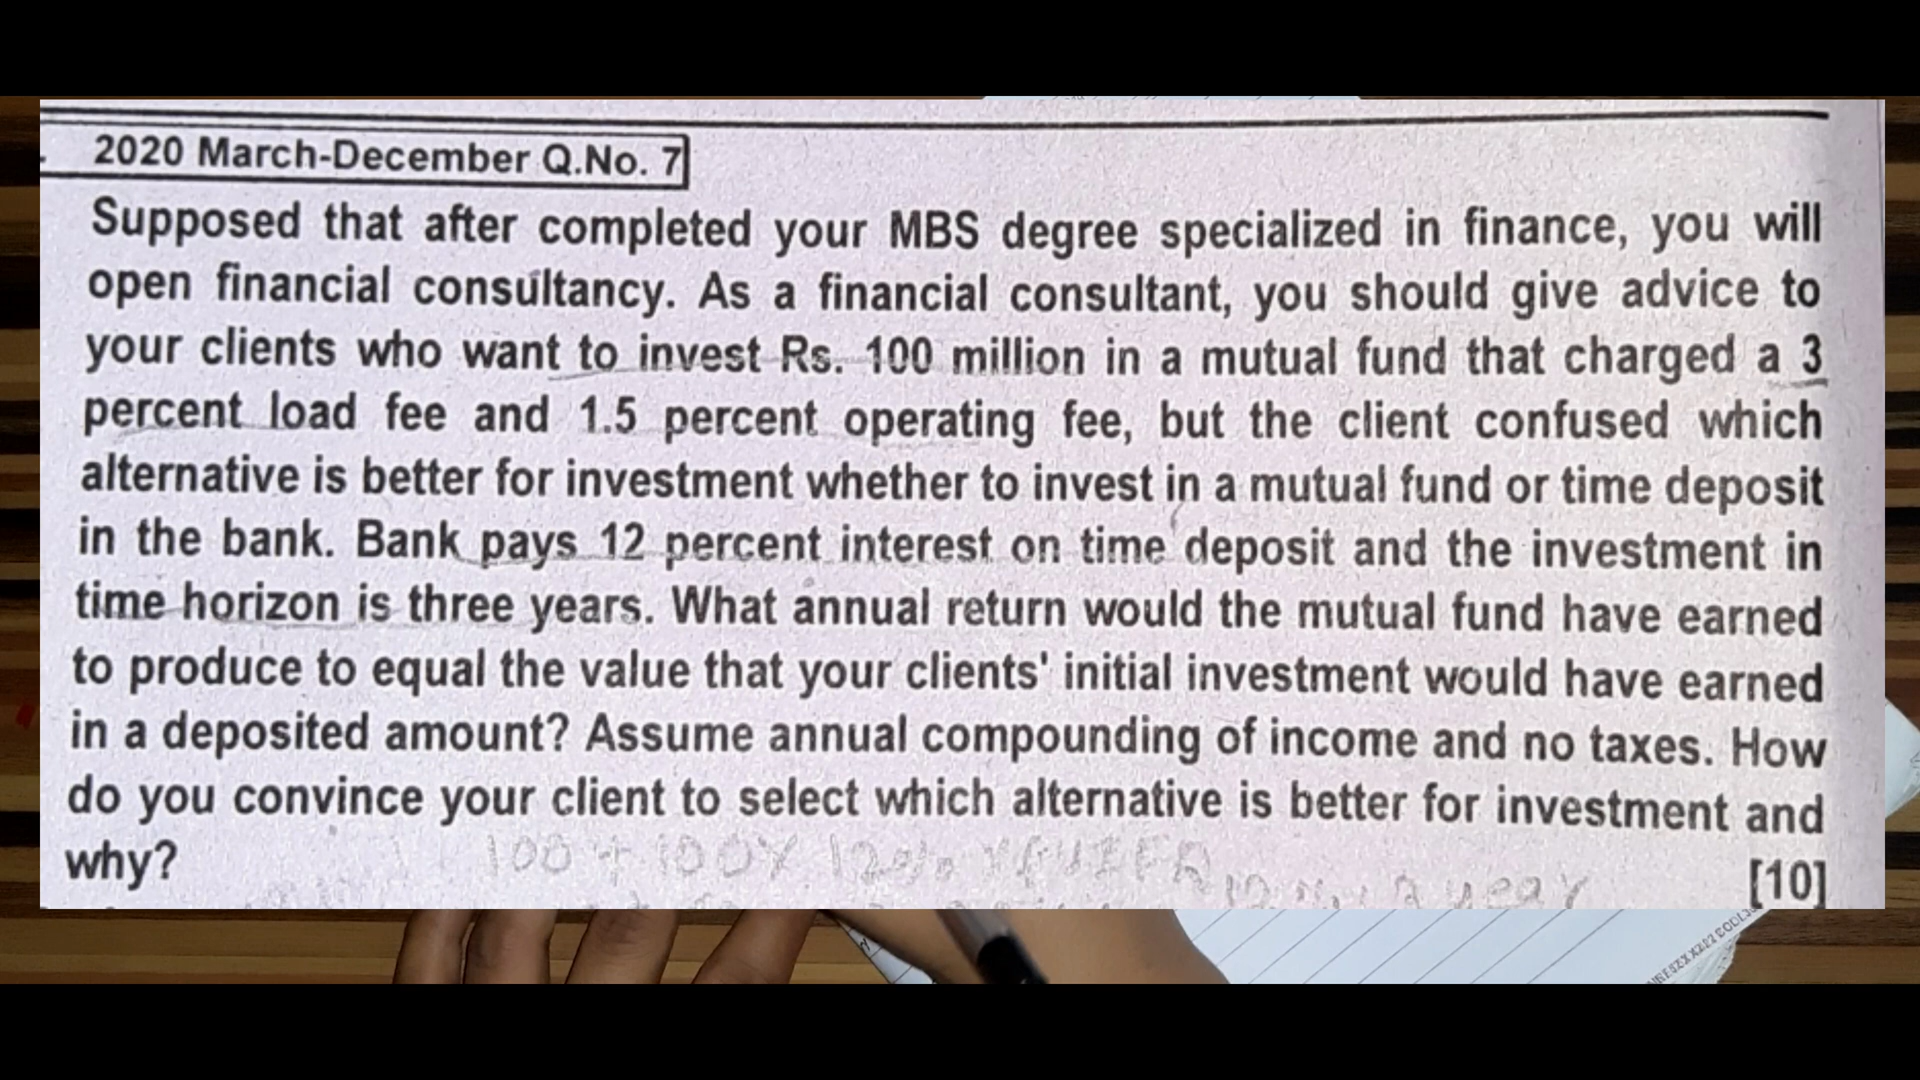 2020 March-December Q.No. 7
Supposed that after completed your MBS degree specialized in finance, you will
open financial consultancy. As a financial consultant, you should give advice to
your clients who want to invest Rs. 100 million in a mutual fund that charged a 3
percent load fee and 1.5 percent operating fee, but the client confused which
alternative is better for investment whether to invest in a mutual fund or time deposit
in the bank. Bank pays 12 percent interest on time deposit and the investment in
time horizon is three years. What annual return would the mutual fund have earned
to produce to equal the value that your clients' initial investment would have earned
in a deposited amount? Assume annual compounding of income and no taxes. How
do you convince your client to select which alternative is better for investment and
why? [10]
100 + 100X 12%